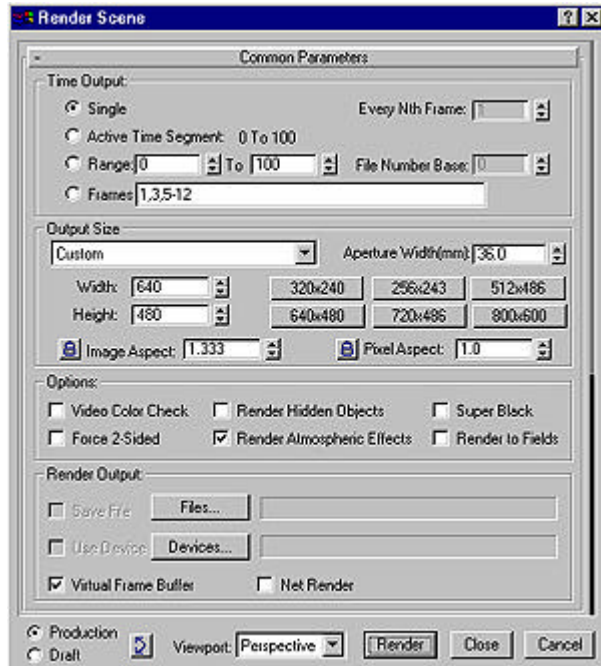 Render Scene
Common Parameters
Time Output:
Single
Every Nth Frame: 1
Active Time Segment: 0 To 100
Range: 0 To 100
File Number Base: 0
Frames 1,3,5-12
Output Size
Custom
Aperture Width(mm): 36.0
Width: 640
320x240 256x243 512x486
Height: 480
640x480 720x486 800x600
Image Aspect: 1.333
Pixel Aspect: 1.0
Options:
Video Color Check Render Hidden Objects Super Black
Force 2-Sided Render Atmospheric Effects Render to Fields
Render Output:
Save File Files...
Use Device Devices...
Virtual Frame Buffer Net Render
Production
Draft
Viewport: Perspective
Render Close Cancel